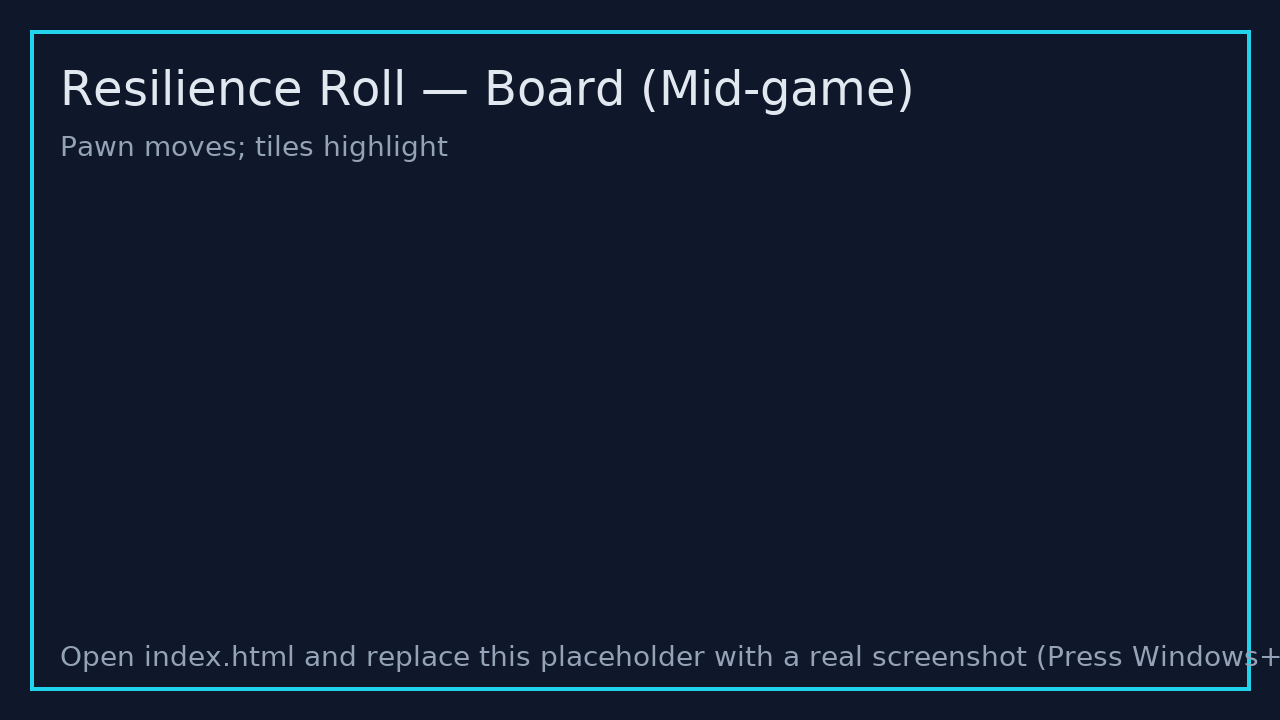 Resilience Roll — Board (Mid-game)
Pawn moves; tiles highlight
Open index.html and replace this placeholder with a real screenshot (Press Windows+